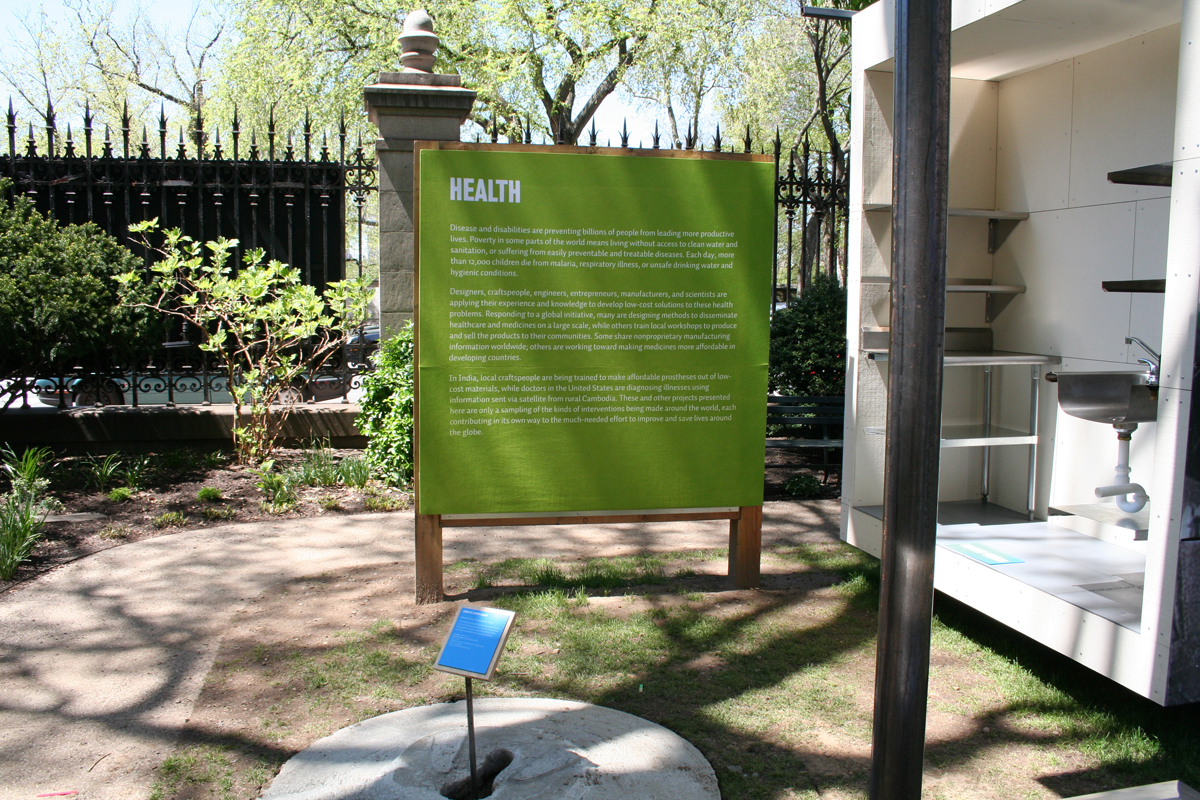 HEALTH
Disease and disabilities are preventing billions of people from leading more productive
lives. Poverty in some parts of the world means living without access to clean water and
sanitation, or suffering from easily preventable and treatable diseases. Each day, more
than 12,000 children die from malaria, respiratory illness, or unsafe drinking water and
hygienic conditions.
Designers, craftspeople, engineers, entrepreneurs, manufacturers, and scientists are
applying their experience and knowledge to develop low-cost solutions to these health
problems. Responding to a global initiative, many are designing methods to disseminate
healthcare and medicines on a large scale, while others train local workshops to produce
and sell the products to their communities. Some share nonproprietary manufacturing
information worldwide; others are working toward making medicines more affordable in
developing countries.
In India, local craftspeople are being trained to make affordable prostheses out of low-
cost materials, while doctors in the United States are diagnosing illnesses using
information sent via satellite from rural Cambodia. These and other projects presented
here are only a sampling of the kinds of interventions being made around the world, each
contributing in its own way to the much-needed effort to improve and save lives around
the globe.